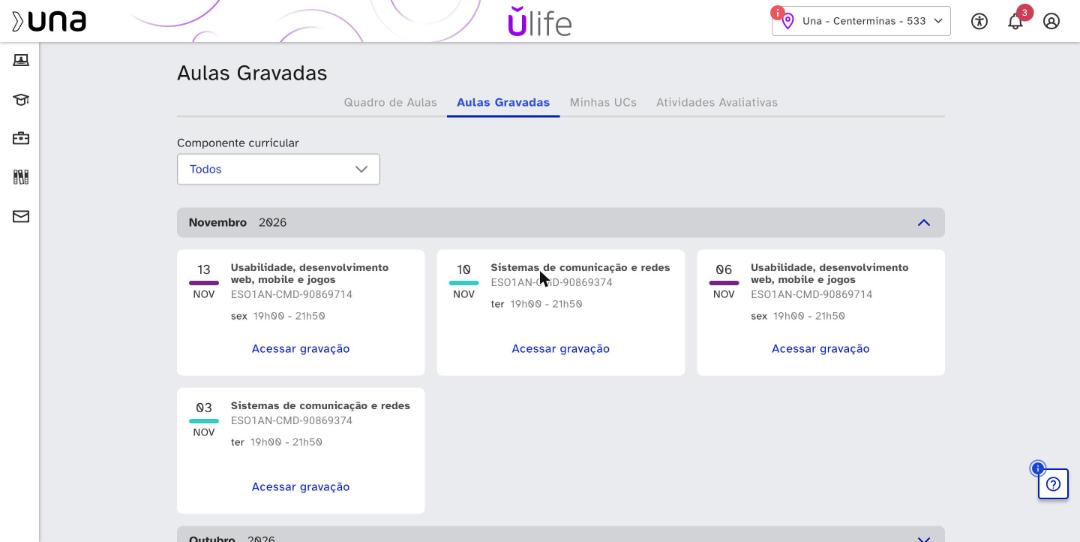 una
Ulife
Una - Centerminas - 533
3
Aulas Gravadas
Quadro de Aulas
Aulas Gravadas
Minhas UCs
Atividades Avaliativas
Componente currícular
Todos
Novembro 2026
13
NOV
Usabilidade, desenvolvimento
web, mobile e jogos
ESO1AN-CMD-90869714
sex 19h00 - 21h50
Acessar gravação
10
NOV
Sistemas de comunicação e redes
ESO1AN-CMD-90869374
ter 19h00 - 21h50
Acessar gravação
06
NOV
Usabilidade, desenvolvimento
web, mobile e jogos
ESO1AN-CMD-90869714
sex 19h00 - 21h50
Acessar gravação
03
NOV
Sistemas de comunicação e redes
ESO1AN-CMD-90869374
ter 19h00 - 21h50
Acessar gravação
Outubro 2026